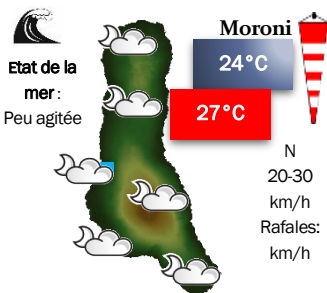 Moroni
24°C
27°C
Etat de la
mer :
Peu agitée
N
20-30
km/h
Rafales:
km/h